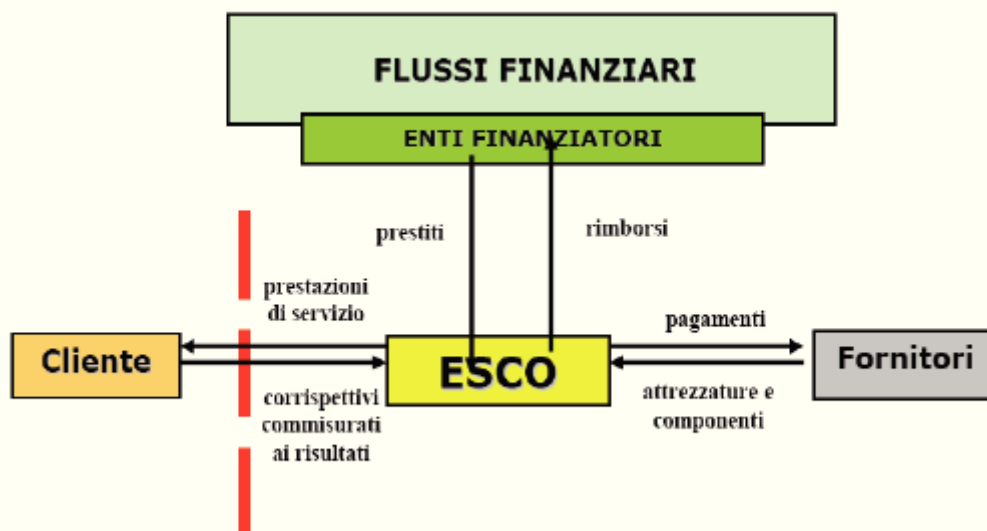 FLUSSI FINANZIARI
ENTI FINANZIATORI
prestiti
rimborsi
prestazioni
di servizio
pagamenti
Cliente
ESCO
Fornitori
corrispettivi
commisurati
ai risultati
attrezzature e
componenti